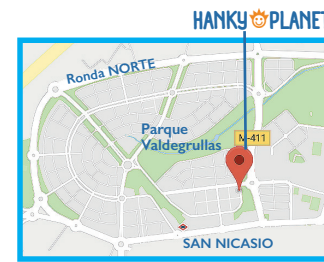 HANKY PLANET
Ronda NORTE
Parque
Valdegrullas
M-411
SAN NICASIO